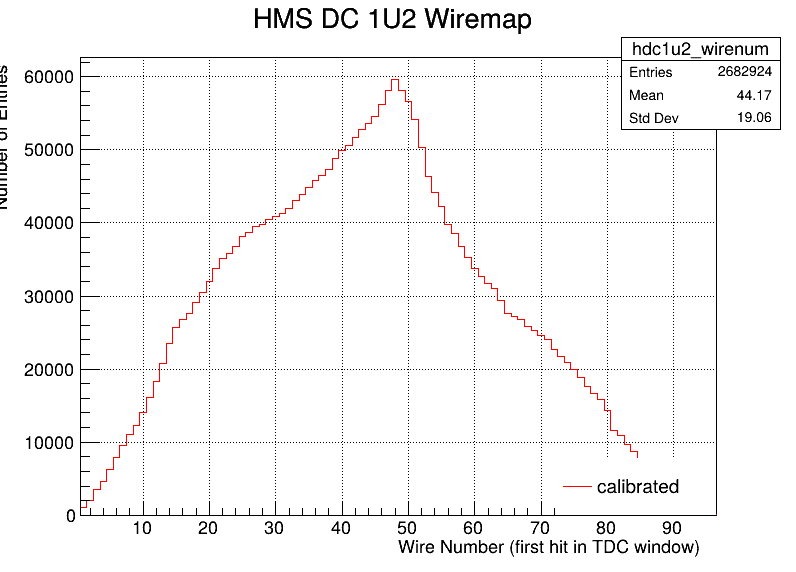 HMS DC 1U2 Wiremap
hdc1u2_wirenum
Entries 2682924
Mean 44.17
Std Dev 19.06
Number of Entries
60000
50000
40000
30000
20000
10000
0
calibrated
10 20 30 40 50 60 70 80 90
Wire Number (first hit in TDC window)